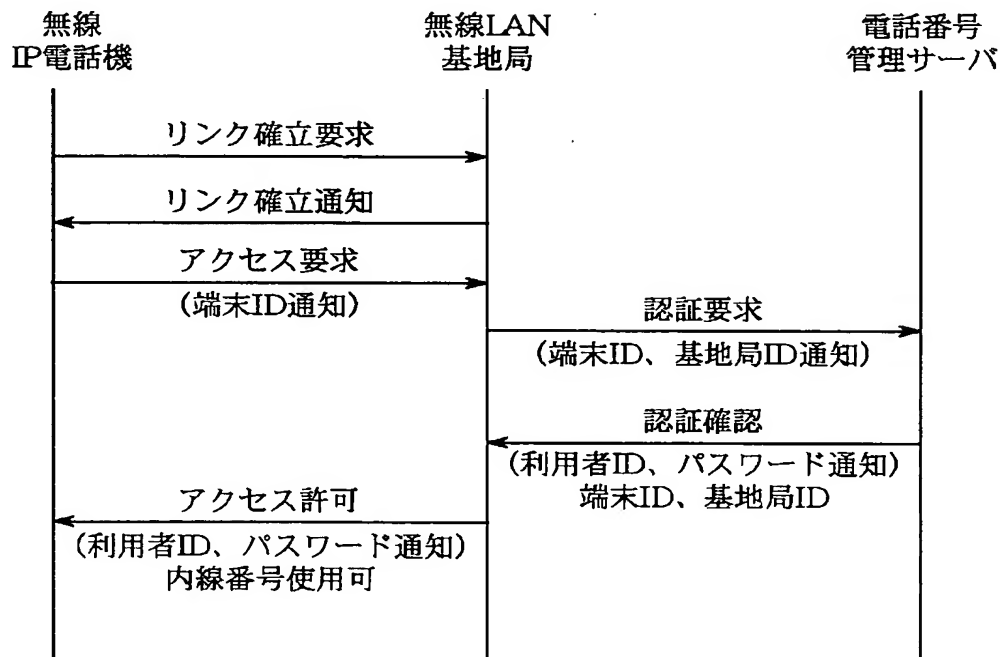 無線
IP電話機
無線LAN
基地局
電話番号
管理サーバ
リンク確立要求
リンク確立通知
アクセス要求
(端末ID通知)
認証要求
(端末ID、基地局ID通知)
認証確認
(利用者ID、パスワード通知)
端末ID、基地局ID
アクセス許可
(利用者ID、パスワード通知)
内線番号使用可